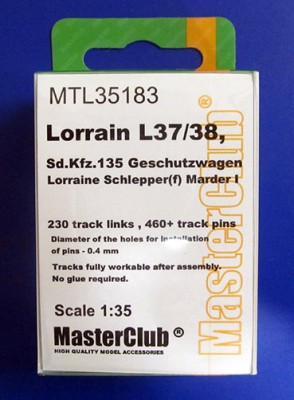 MTL35183
Lorrain L37/38,
Sd.Kfz.135 Geschutzwagen
Lorraine Schlepper(f) Marder I
230 track links , 460+ track pins
Diameter of the holes for installation
of pins - 0.4 mm
Tracks fully workable after assembly.
No glue required.
Scale 1:35
MasterClub®
HIGH QUALITY MODEL ACCESSORIES
MasterClub®